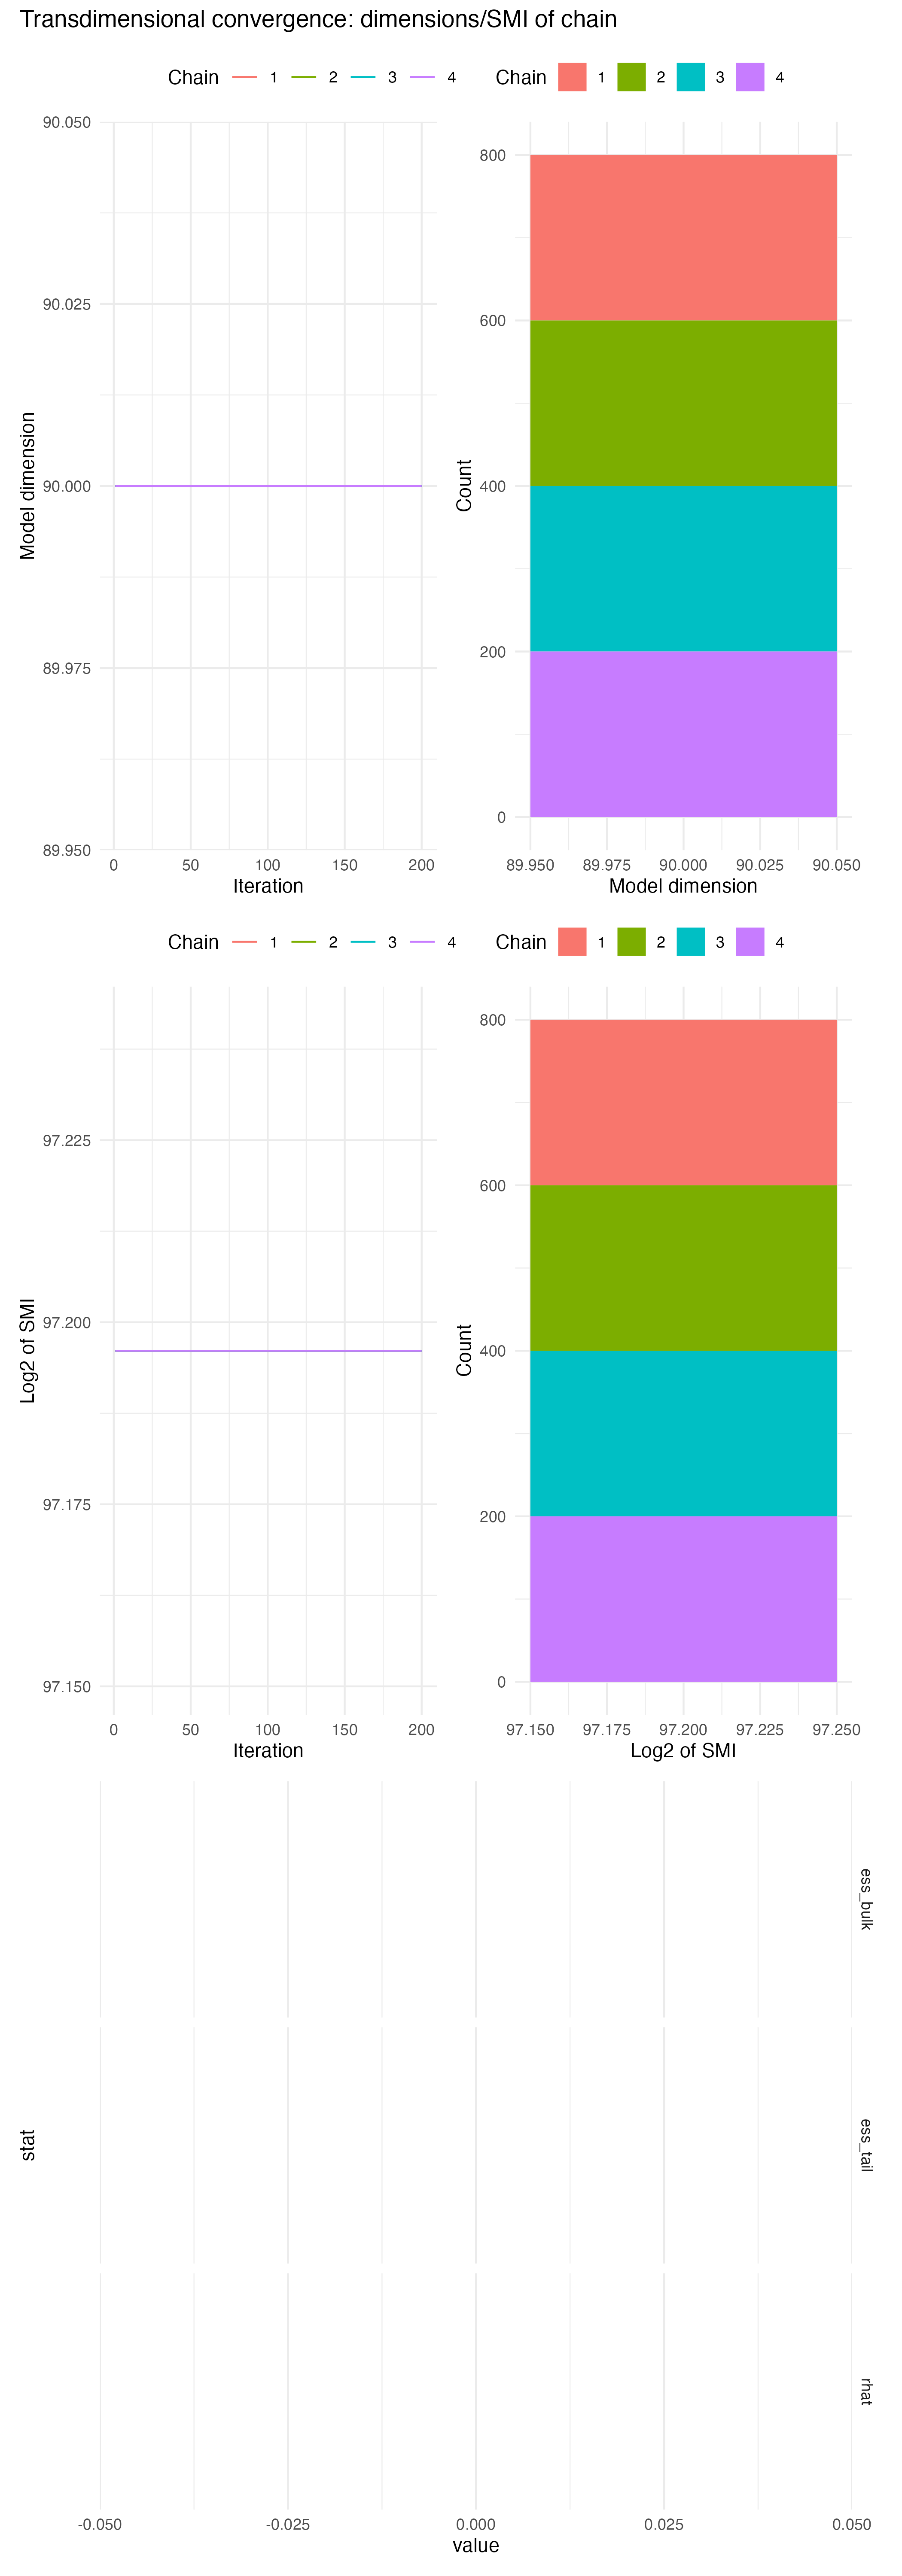 Transdimensional convergence: dimensions/SMI of chain
Chain 1 2 3 4
Chain 1 2 3 4
90.050
90.025
90.000
89.975
89.950
Model dimension
0 50 100 150 200
Iteration
800
600
400
200
0
Count
89.950 89.975 90.000 90.025 90.050
Model dimension
Chain 1 2 3 4
Chain 1 2 3 4
97.225
97.200
97.175
97.150
Log2 of SMI
0 50 100 150 200
Iteration
800
600
400
200
0
Count
97.150 97.175 97.200 97.225 97.250
Log2 of SMI
ess_bulk
ess_tail
rhat
stat
-0.050 -0.025 0.000 0.025 0.050
value